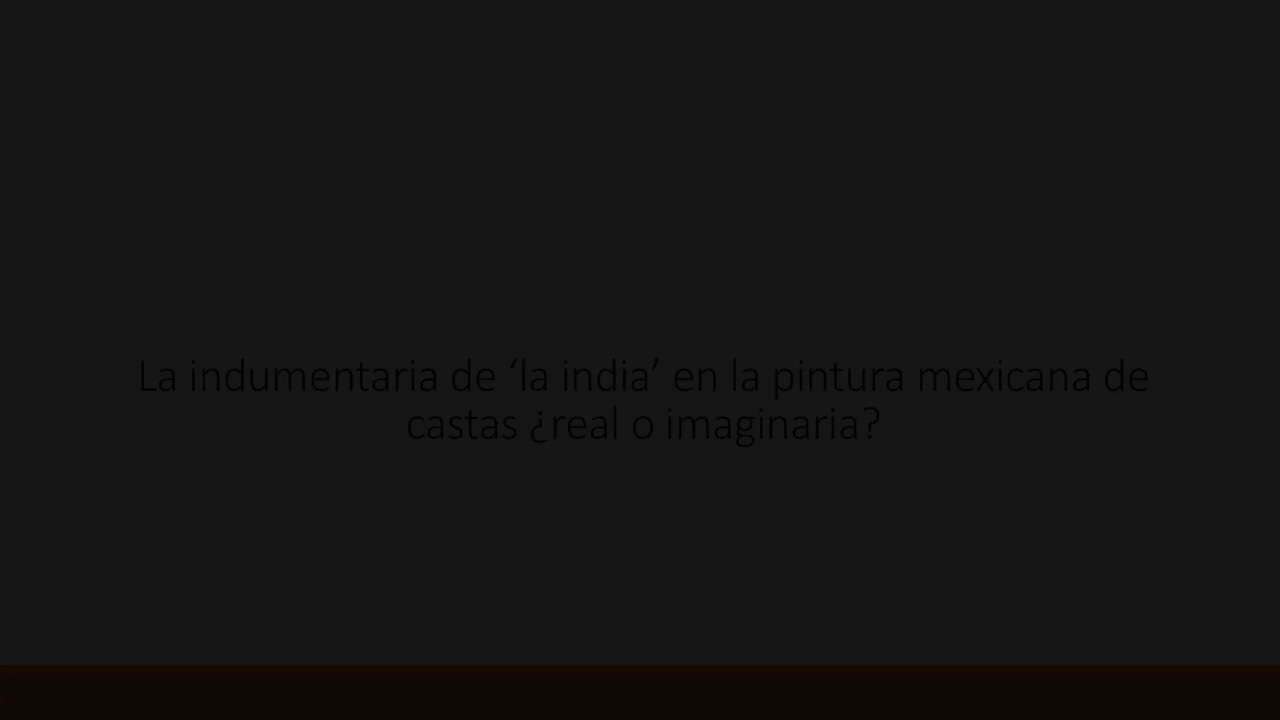 La indumentaria de ‘la india’ en la pintura mexicana de
castas ¿real o imaginaria?